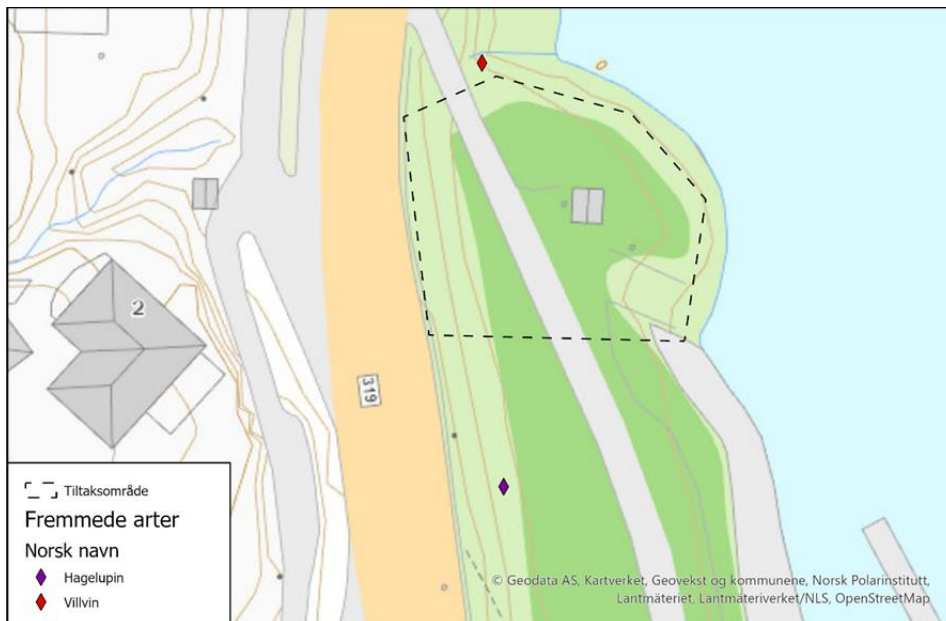 2
319
Tiltaksområde
Fremmede arter
Norsk navn
Hagelupin
Villvin
© Geodata AS, Kartverket, Geovekst og kommunene, Norsk Polarinstitutt,
Lantmäteriet, Lantmäteriverket/NLS, OpenStreetMap